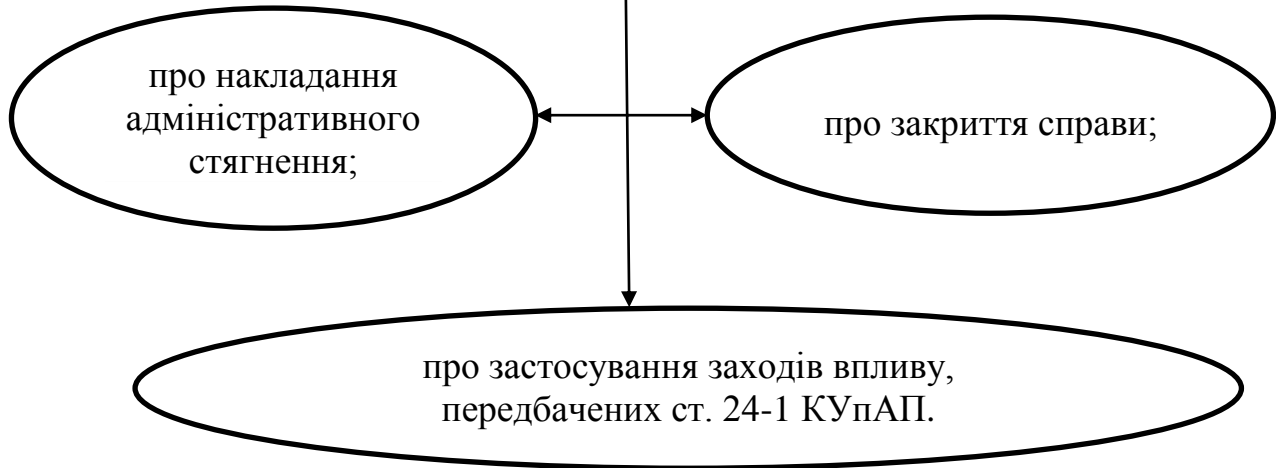 про накладання
адміністративного
стягнення;
про закриття справи;
про застосування заходів впливу,
передбачених ст. 24-1 КУпАП.